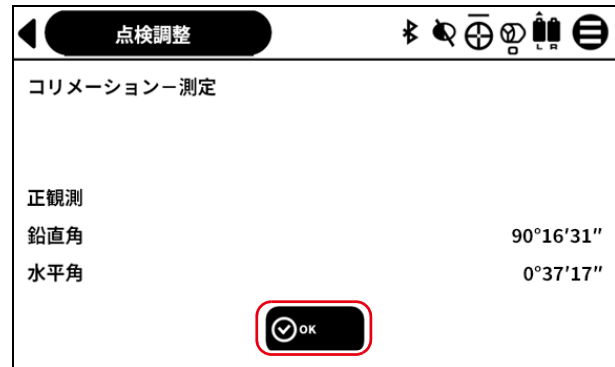 点検調整
L R
コリメーション－測定
正観測
鉛直角 90°16′31″
水平角 0°37′17″
OK